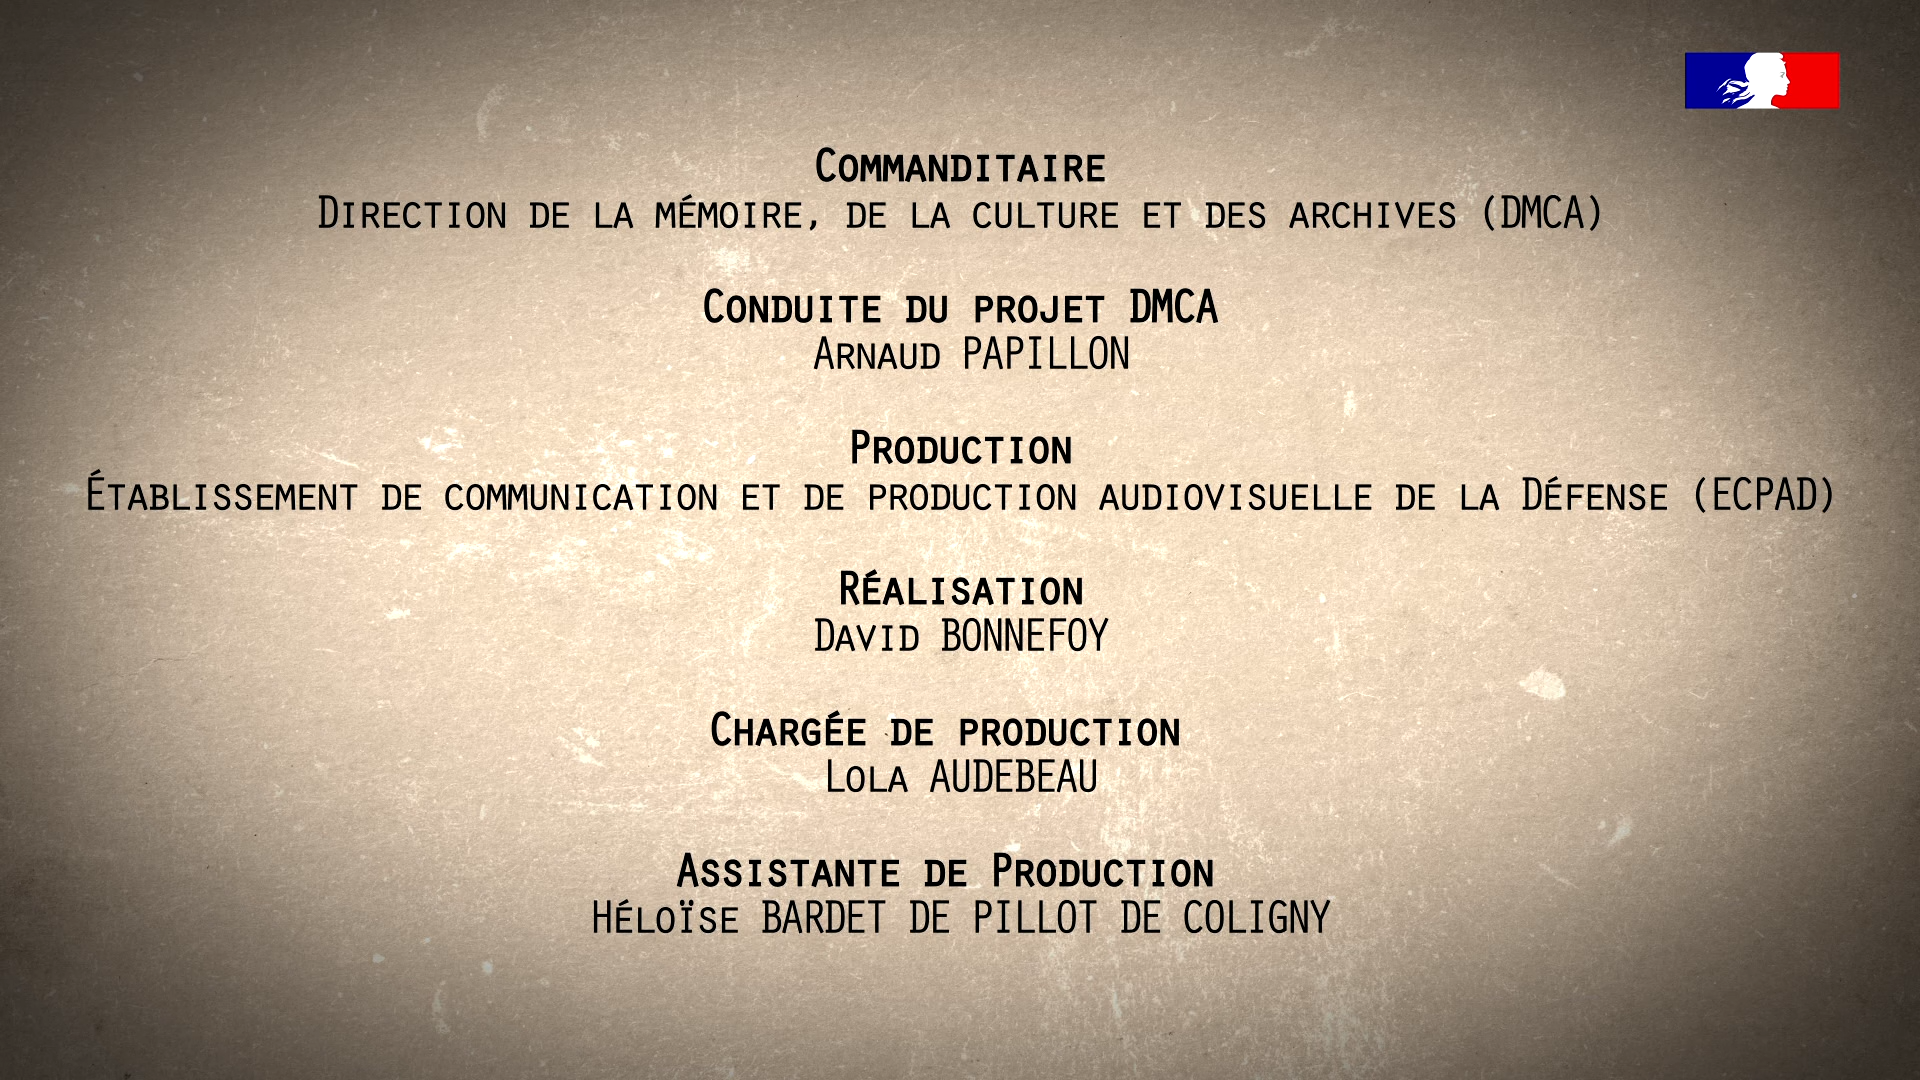 Commanditaire
Direction de la mémoire, de la culture et des archives (DMCA)
Conduite du projet DMCA
Arnaud PAPILLON
Production
Établissement de communication et de production audiovisuelle de la Défense (ECPAD)
Réalisation
David BONNEFOY
Chargée de production
Lola AUDEBEAU
Assistante de Production
Héloïse BARDET DE PILLOT DE COLIGNY